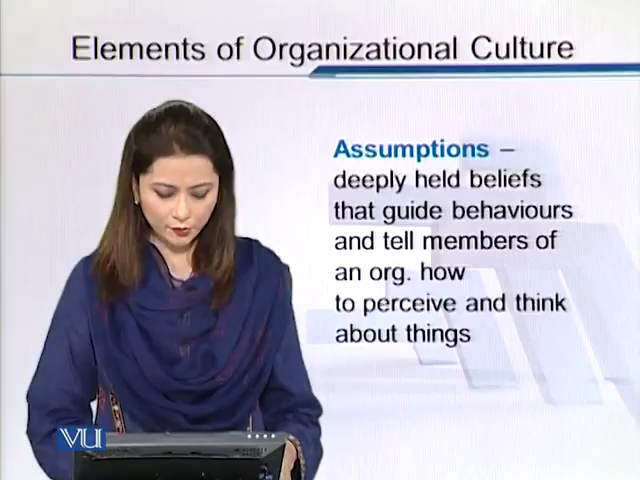 Elements of Organizational Culture
Assumptions –
deeply held beliefs
that guide behaviours
and tell members of
an org. how
to perceive and think
about things
VU